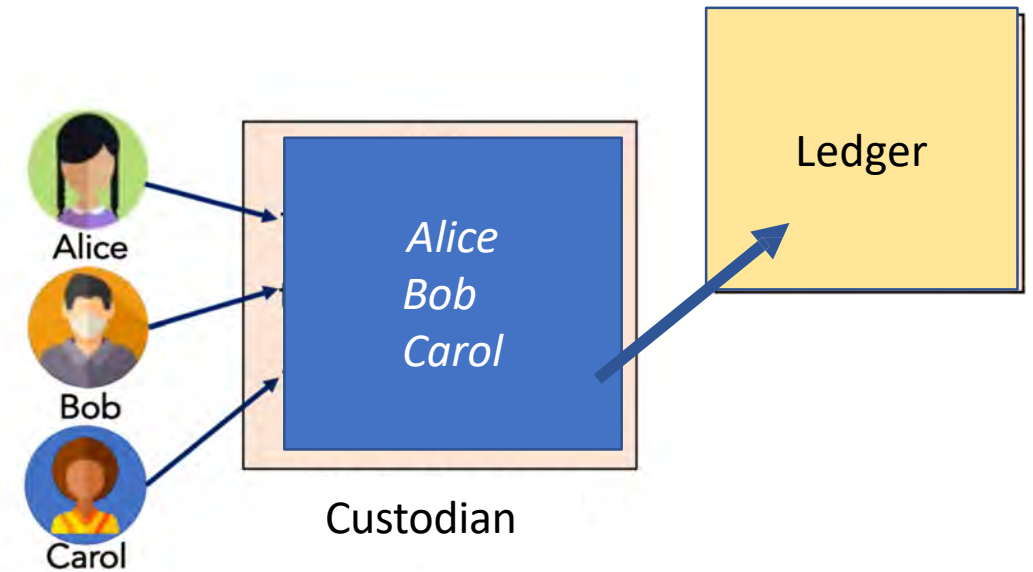 Alice
Bob
Carol
Alice
Bob
Carol
Custodian
Ledger